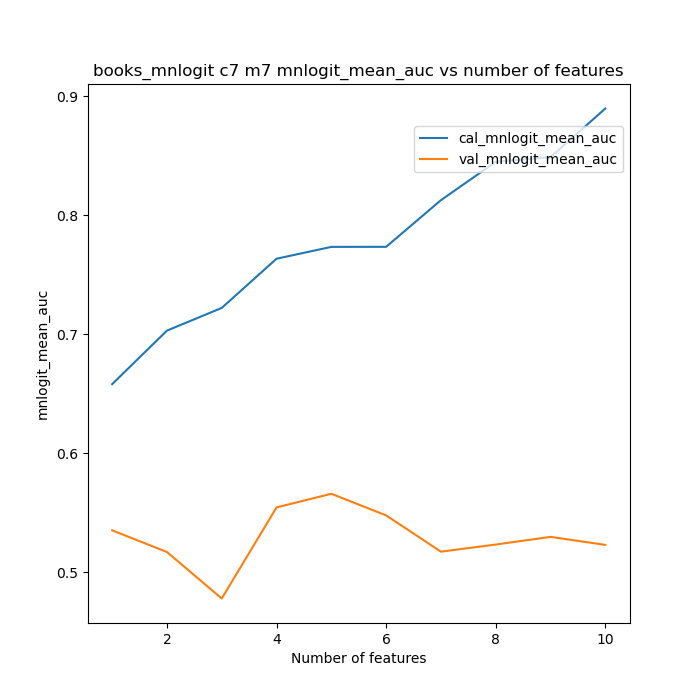 books_mnlogit c7 m7 mnlogit_mean_auc vs number of features
0.9
cal_mnlogit_mean_auc
val_mnlogit_mean_auc
0.8
0.7
mnlogit_mean_auc
0.6
0.5
2 4 6 8 10
Number of features